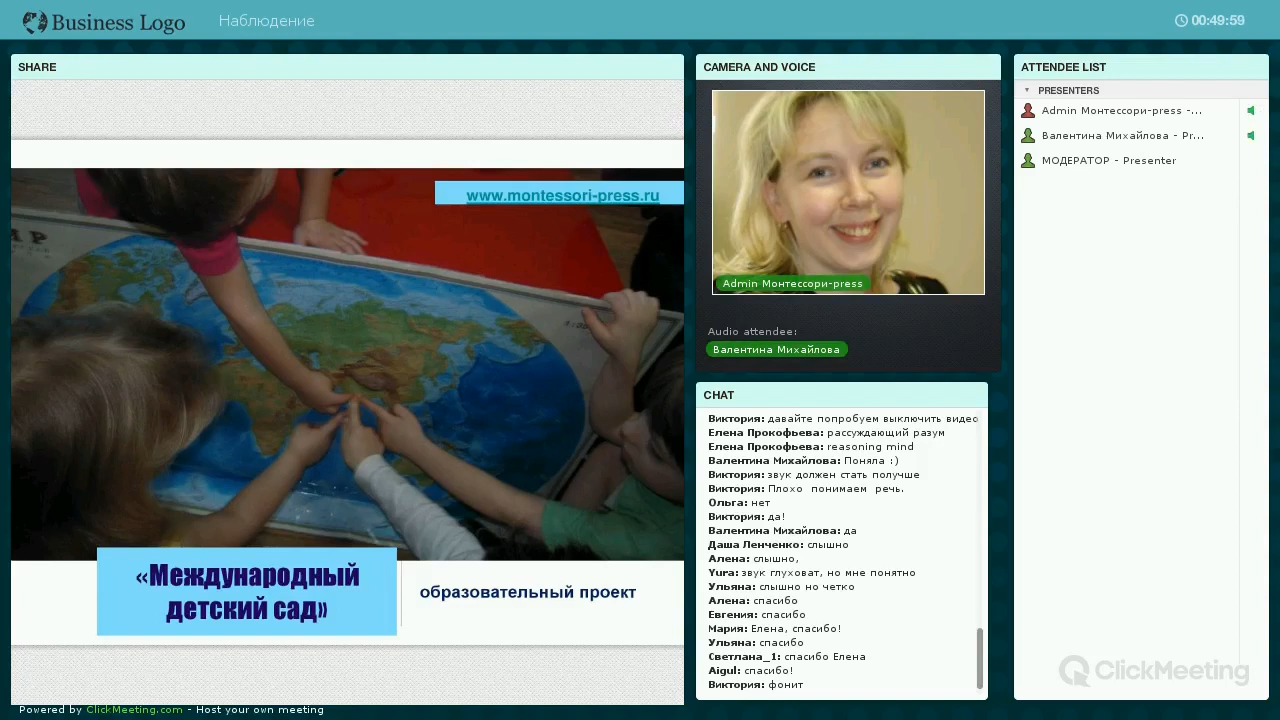 Business Logo
Наблюдение
00:49:59
SHARE
www.montessori-press.ru
«Международный
детский сад»
образовательный проект
Powered by ClickMeeting.com - Host your own meeting
CAMERA AND VOICE
Admin Монтессори-press
Audio attendee:
Валентина Михайлова
CHAT
Виктория: давайте попробуем выключить видео
Елена Прокофьева: рассуждающий разум
Елена Прокофьева: reasoning mind
Валентина Михайлова: Поняла :)
Виктория: звук должен стать получше
Виктория: Плохо понимаем речь.
Ольга: нет
Виктория: да!
Валентина Михайлова: да
Даша Ленченко: слышно
Алена: слышно,
Yura: звук глуховат, но мне понятно
Ульяна: слышно но четко
Алена: спасибо
Евгения: спасибо
Мария: Елена, спасибо!
Ульяна: спасибо
Светлана_1: спасибо Елена
Aigul: спасибо!
Виктория: фонит
ATTENDEE LIST
PRESENTERS
Admin Монтессори-press -...
Валентина Михайлова - Pr...
МОДЕРАТОР - Presenter
ClickMeeting